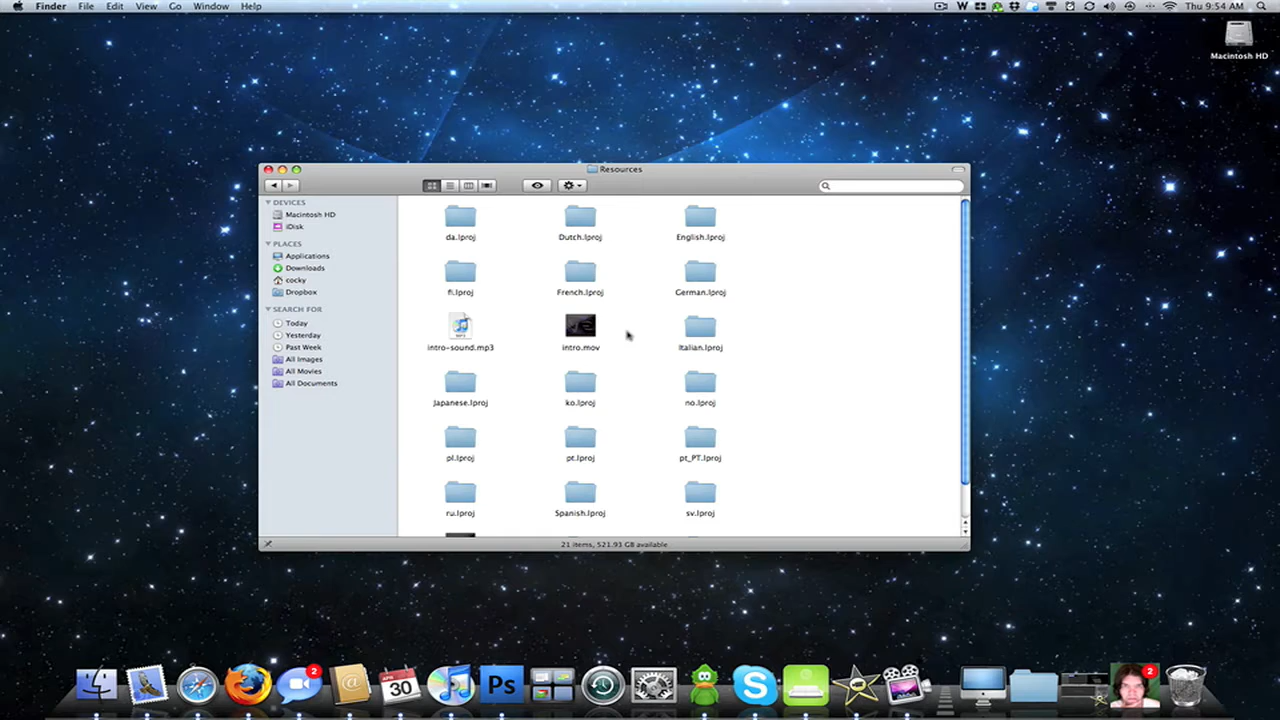 Finder File Edit View Go Window Help
Thu 9:54 AM
Macintosh HD
Resources
DEVICES
Macintosh HD
iDisk
PLACES
Applications
Downloads
cocky
Dropbox
SEARCH FOR
Today
Yesterday
Past Week
All Images
All Movies
All Documents
da.lproj Dutch.lproj English.lproj
fi.lproj French.lproj German.lproj
MP3
intro-sound.mp3 intro.mov Italian.lproj
Japanese.lproj ko.lproj no.lproj
pl.lproj pt.lproj pt_PT.lproj
ru.lproj Spanish.lproj sv.lproj
21 items, 521.93 GB available
2
APR
30
Ps
2